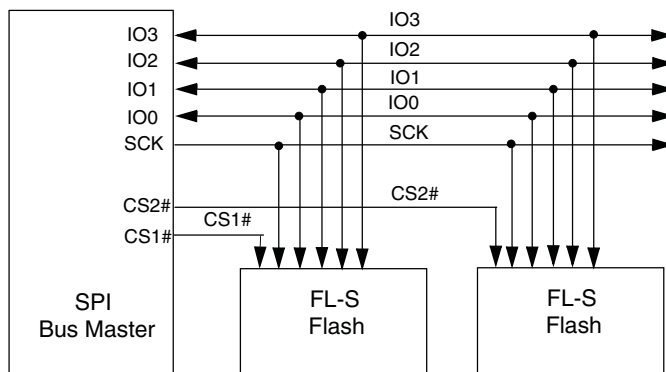 IO3
IO3
IO2
IO2
IO1
IO1
IO0
IO0
SCK
SCK
CS2#
CS2#
CS1#
CS1#
SPI
Bus Master
FL-S
Flash
FL-S
Flash